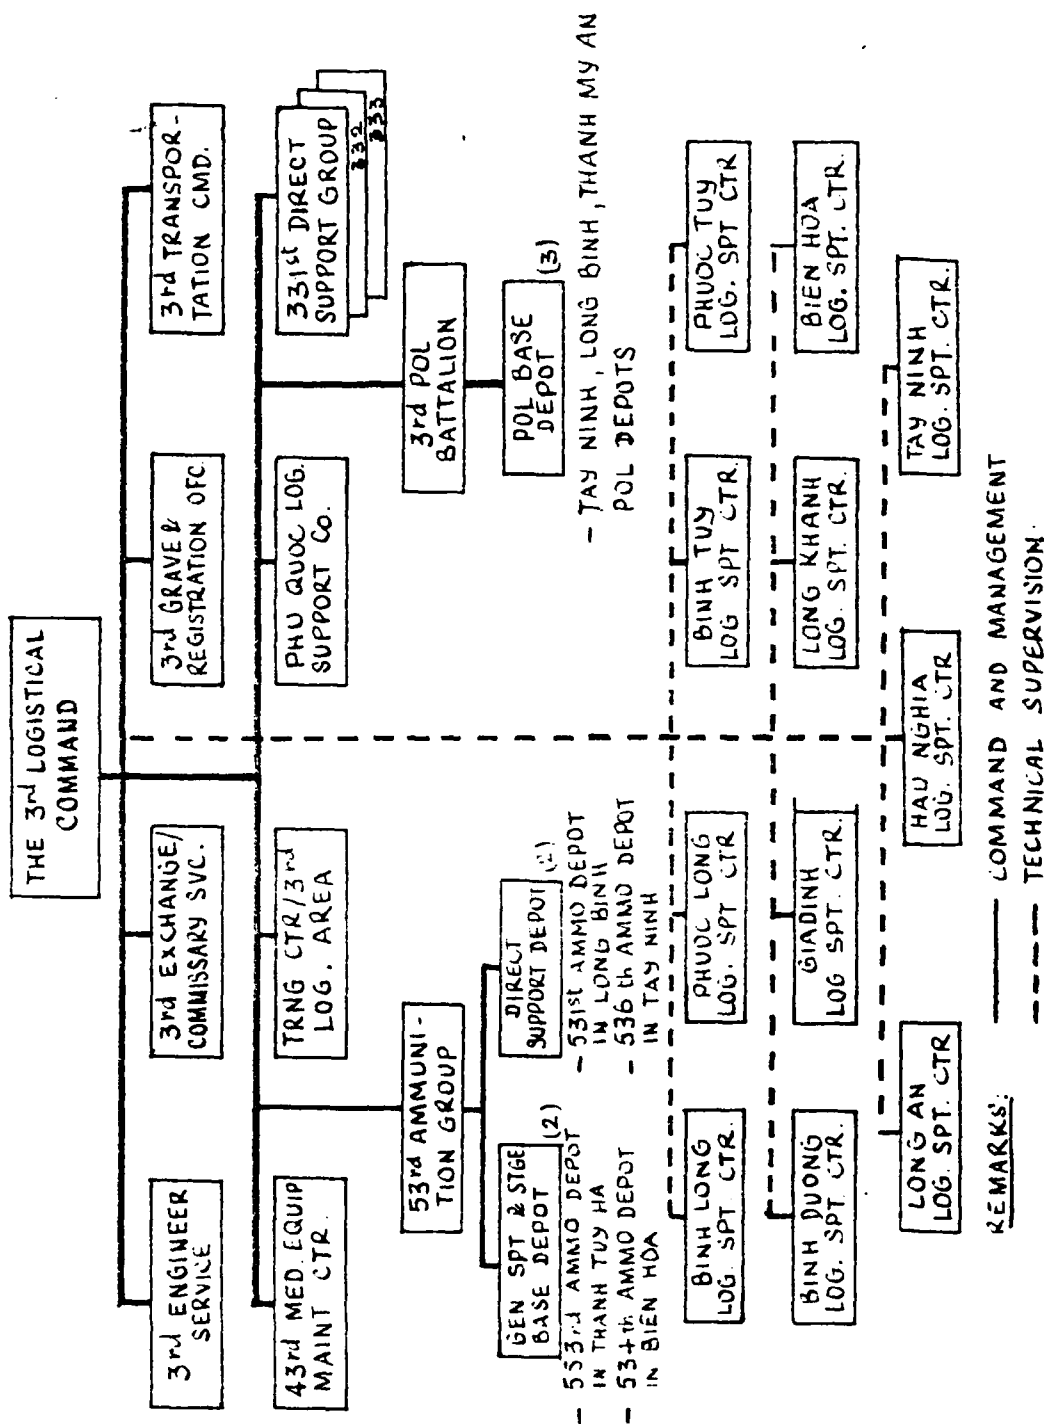 THE 3rd LOGISTICAL
COMMAND
3rd ENGINEER
SERVICE
3rd EXCHANGE/
COMMISSARY SVC.
3rd GRAVE &
REGISTRATION OFC.
3rd TRANSPOR-
TATION CMD.
43rd MED. EQUIP
MAINT CTR.
TRNG CTR/3rd
LOG. AREA
PHU QUOC LOG.
SUPPORT Co.
331st DIRECT
SUPPORT GROUP
332
333
53rd AMMUNI-
TION GROUP
3rd POL
BATTALION
GEN SPT & STGE
BASE DEPOT
(2)
DIRECT
SUPPORT DEPOT
(2)
POL BASE
DEPOT
(3)
- 553rd AMMO DEPOT
IN THANH TUY HA
- 534th AMMO DEPOT
IN BIEN HOA
- 531st AMMO DEPOT
IN LONG BINH
- 536th AMMO DEPOT
IN TAY NINH
- TAY NINH, LONG BINH, THANH MY AN
POL DEPOTS
BINH LONG
LOG. SPT. CTR.
PHUOC LONG
LOG. SPT CTR
BINH TUY
LOG SPT CTR.
PHUOC TUY
LOG. SPT CTR
BINH DUONG
LOG. SPT. CTR.
GIADINH
LOG SPT. CTR.
LONG KHANH
LOG. SPT. CTR.
BIEN HOA
LOG. SPT. CTR.
LONG AN
LOG. SPT. CTR
HAU NGHIA
LOG. SPT. CTR
TAY NINH
LOG. SPT. CTR.
REMARKS:
COMMAND AND MANAGEMENT
TECHNICAL SUPERVISION.